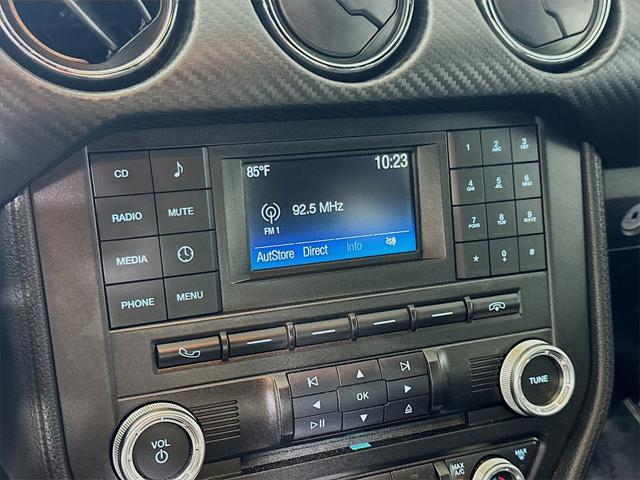 CD
RADIO
MUTE
MEDIA
PHONE
MENU
85°F
10:23
92.5 MHz
FM 1
AutStore Direct Info
1 2 ABC 3 DEF
4 GHI 5 JKL 6 MNO
7 PQRS 8 TUV 9 WXYZ
* 0 #
OK
VOL
TUNE
MAX A/C
MAX